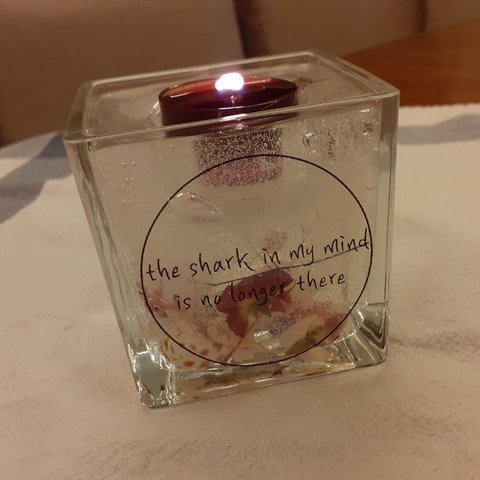 the shark in my mind
is no longer there